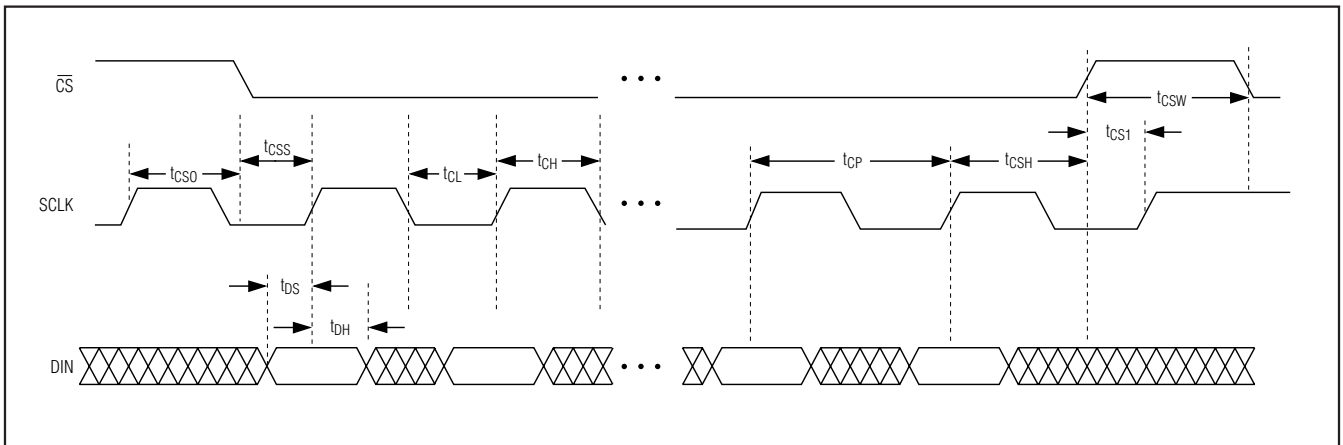 CS
tCSW
tCS1
tCSO
tCSS
tCL
tCH
tCP
tCSH
SCLK
tDS
tDH
DIN